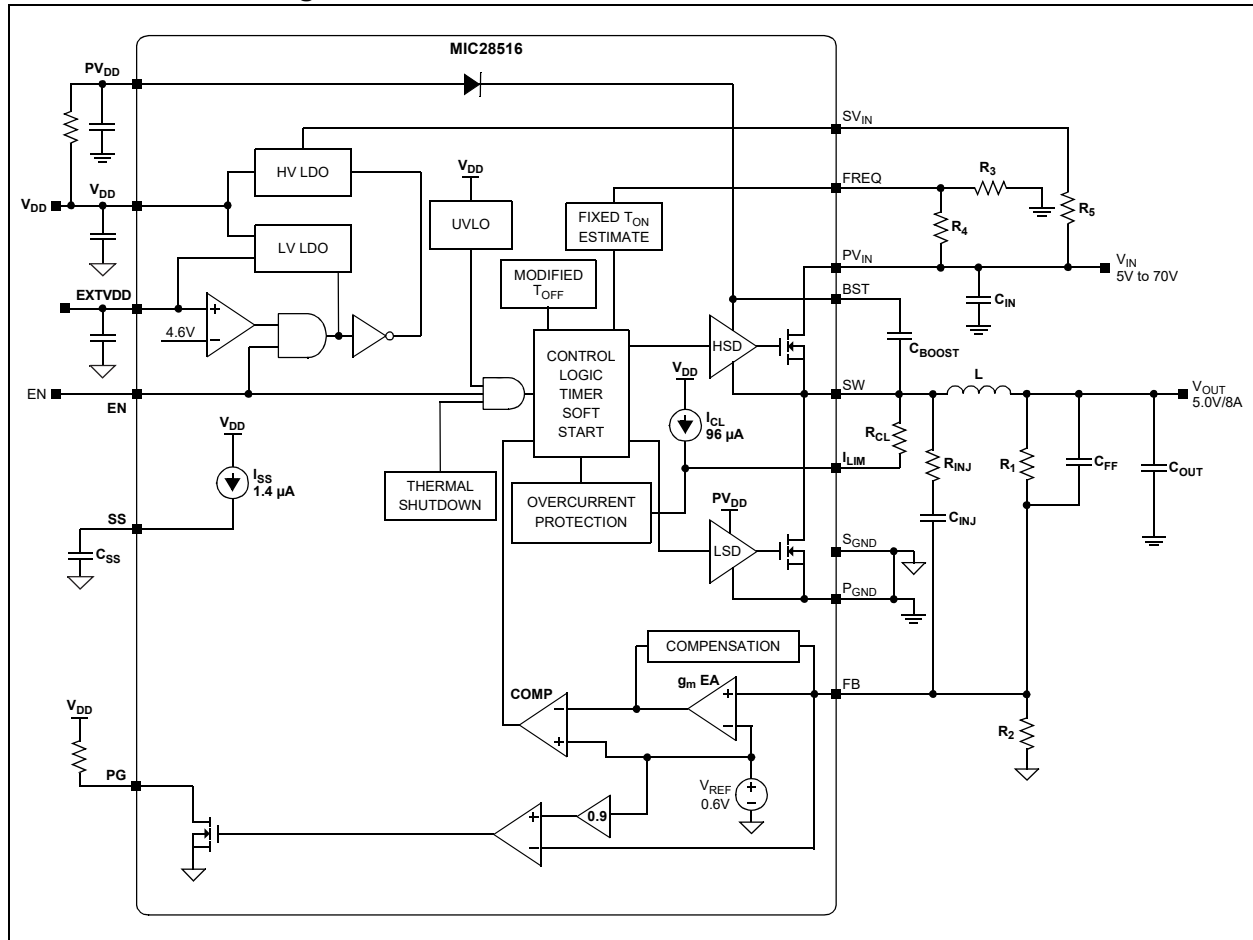 MIC28516
PVDD
SVIN
HV LDO
VDD
FREQ
R3
VDD
VDD
UVLO
FIXED TON
ESTIMATE
R4
R5
LV LDO
MODIFIED
TOFF
PVIN
VIN
5V to 70V
EXTVDD
BST
CIN
4.6V
+
−
CONTROL
LOGIC
TIMER
SOFT
START
HSD
CBOOST
VDD
EN
EN
SW
L
VOUT
5.0V/8A
ICL
96 µA
RCL
VDD
ILIM
RINJ
R1
CFF
COUT
ISS
1.4 µA
THERMAL
SHUTDOWN
OVERCURRENT
PROTECTION
PVDD
CINJ
SS
LSD
SGND
CSS
PGND
COMPENSATION
gm EA
FB
COMP
+
−
−
+
VDD
R2
VREF
0.6V
+
−
PG
0.9
+
−